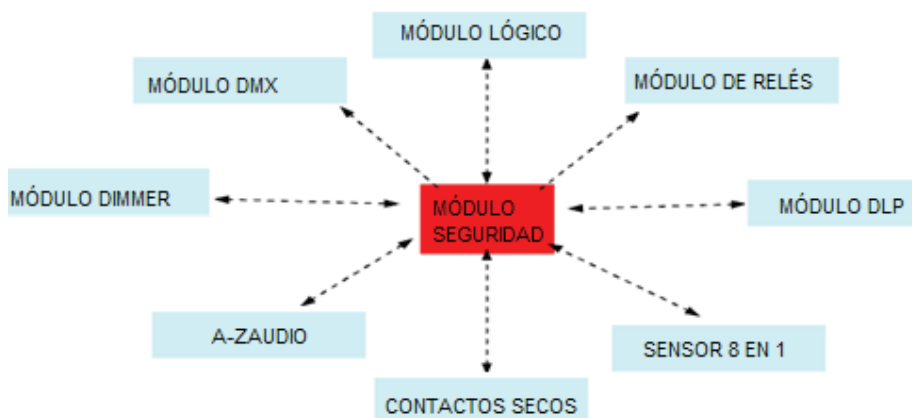 MÓDULO LÓGICO
MÓDULO DMX
MÓDULO DE RELÉS
MÓDULO DIMMER
MÓDULO
SEGURIDAD
MÓDULO DLP
A-ZAUDIO
SENSOR 8 EN 1
CONTACTOS SECOS